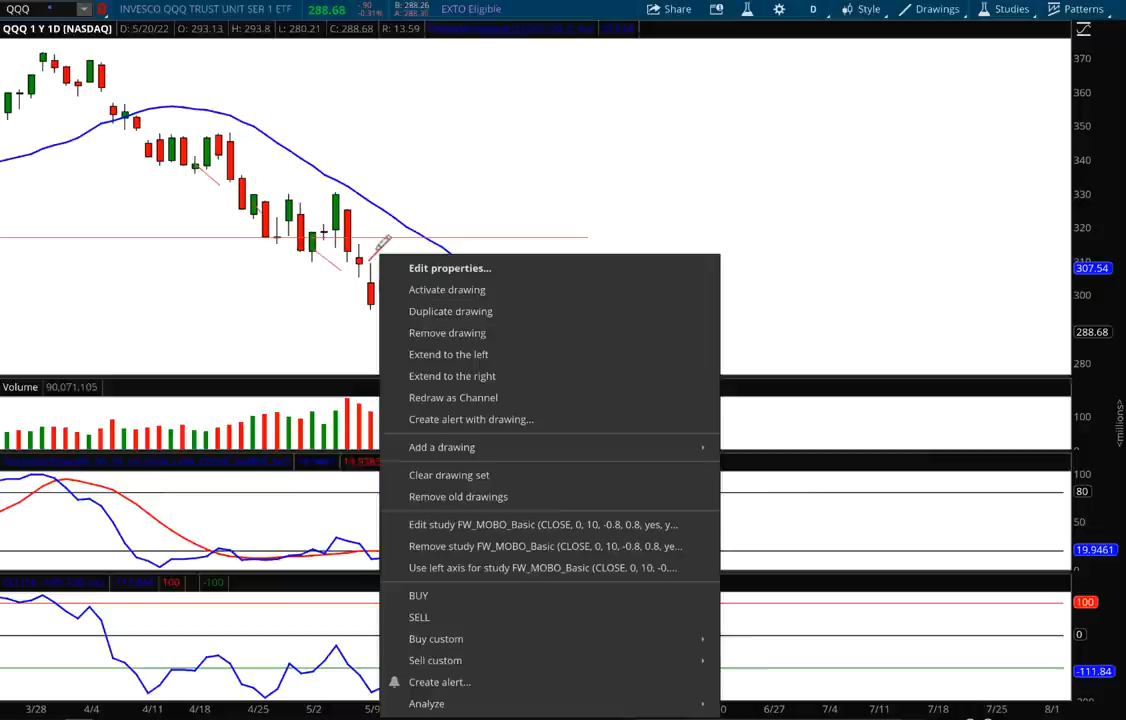 QQQ INVESCO QQQ TRUST UNIT SER 1 ETF 288.68 -.90 -0.31% B: 288.26 A: 288.30 EXTO Eligible Share D Style Drawings Studies Patterns
QQQ 1 Y 1D [NASDAQ] D: 5/20/22 O: 293.13 H: 293.8 L: 280.21 C: 288.68 R: 13.59
370
360
350
340
330
320
310
307.54
300
288.68
280
Edit properties...
Activate drawing
Duplicate drawing
Remove drawing
Extend to the left
Extend to the right
Redraw as Channel
Create alert with drawing...
Add a drawing
Clear drawing set
Remove old drawings
Edit study FW_MOBO_Basic (CLOSE, 0, 10, -0.8, 0.8, yes, y...
Remove study FW_MOBO_Basic (CLOSE, 0, 10, -0.8, 0.8, ye...
Use left axis for study FW_MOBO_Basic (CLOSE, 0, 10, -0....
BUY
SELL
Buy custom
Sell custom
Create alert...
Analyze
Volume 90,071,105
100
<millions>
100
80
50
19.9461
100 -100
100
0
-111.84
3/28 4/4 4/11 4/18 4/25 5/2 5/9 6/27 7/4 7/11 7/18 7/25 8/1